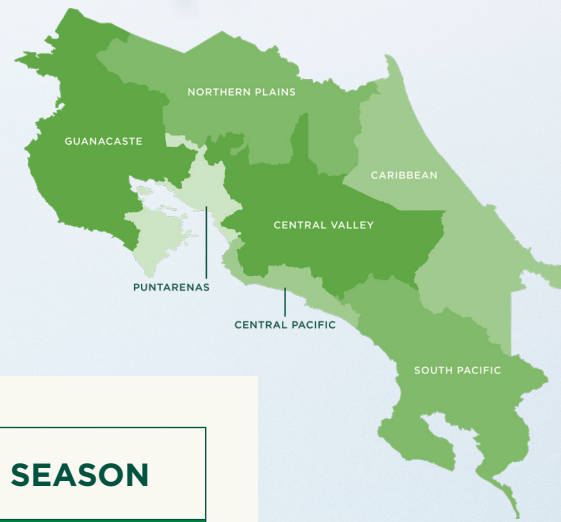 NORTHERN PLAINS
GUANACASTE
CARIBBEAN
CENTRAL VALLEY
PUNTARENAS
CENTRAL PACIFIC
SOUTH PACIFIC
SEASON